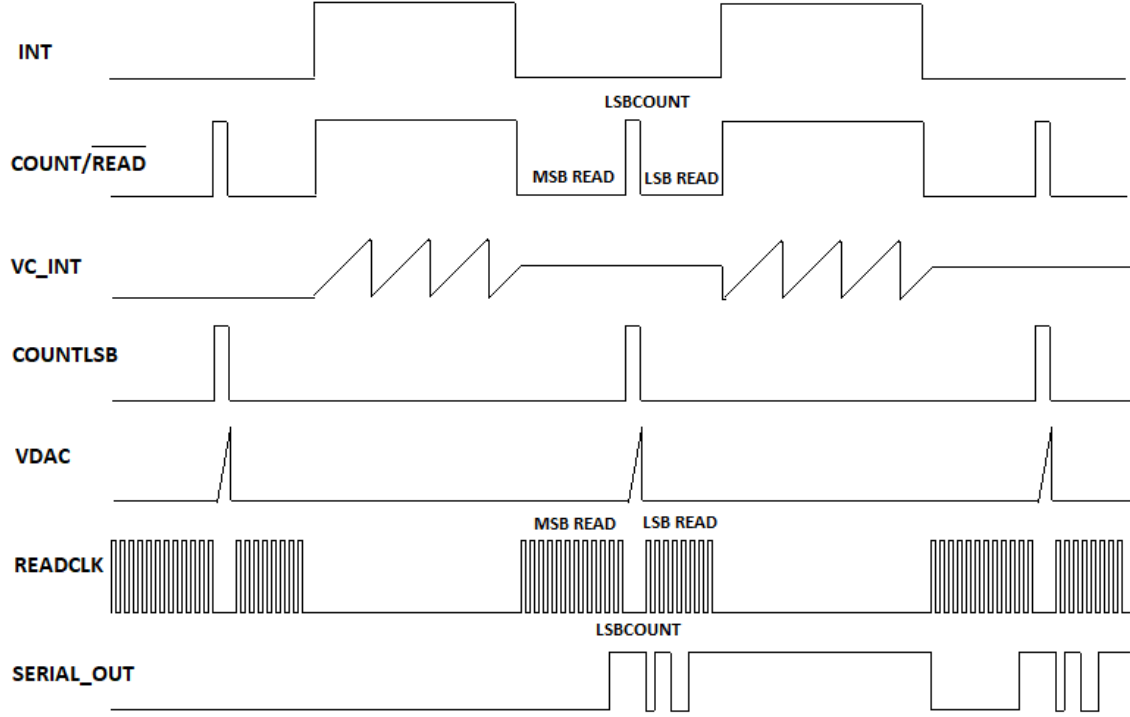 INT
LSBCOUNT
COUNT/READ
MSB READ
LSB READ
VC_INT
COUNTLSB
VDAC
MSB READ
LSB READ
READCLK
LSBCOUNT
SERIAL_OUT